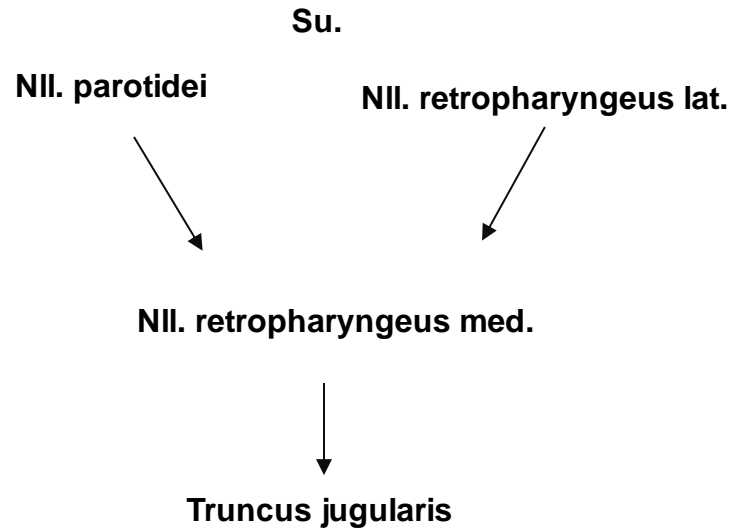 Su.
Nll. parotidei
Nll. retropharyngeus lat.
Nll. retropharyngeus med.
Truncus jugularis